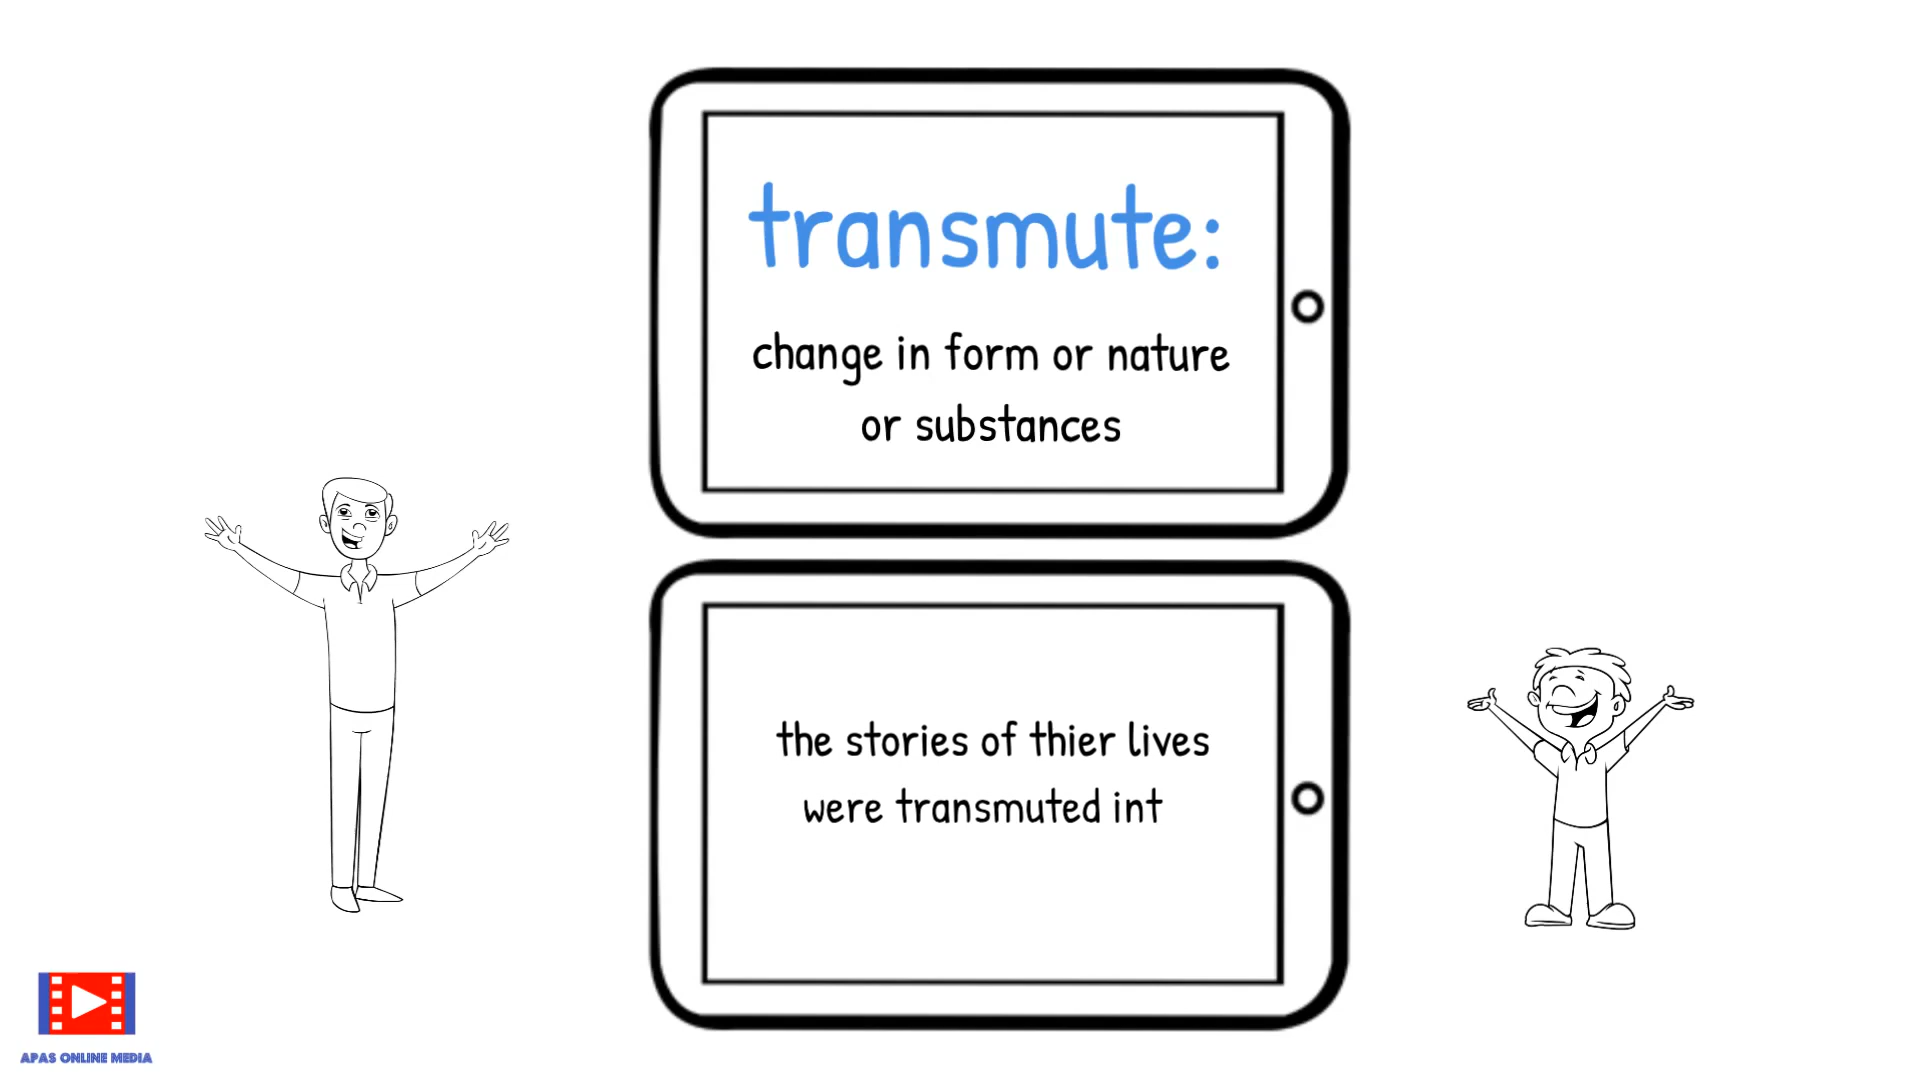 transmute:
change in form or nature
or substances
the stories of thier lives
were transmuted int
APAS ONLINE MEDIA